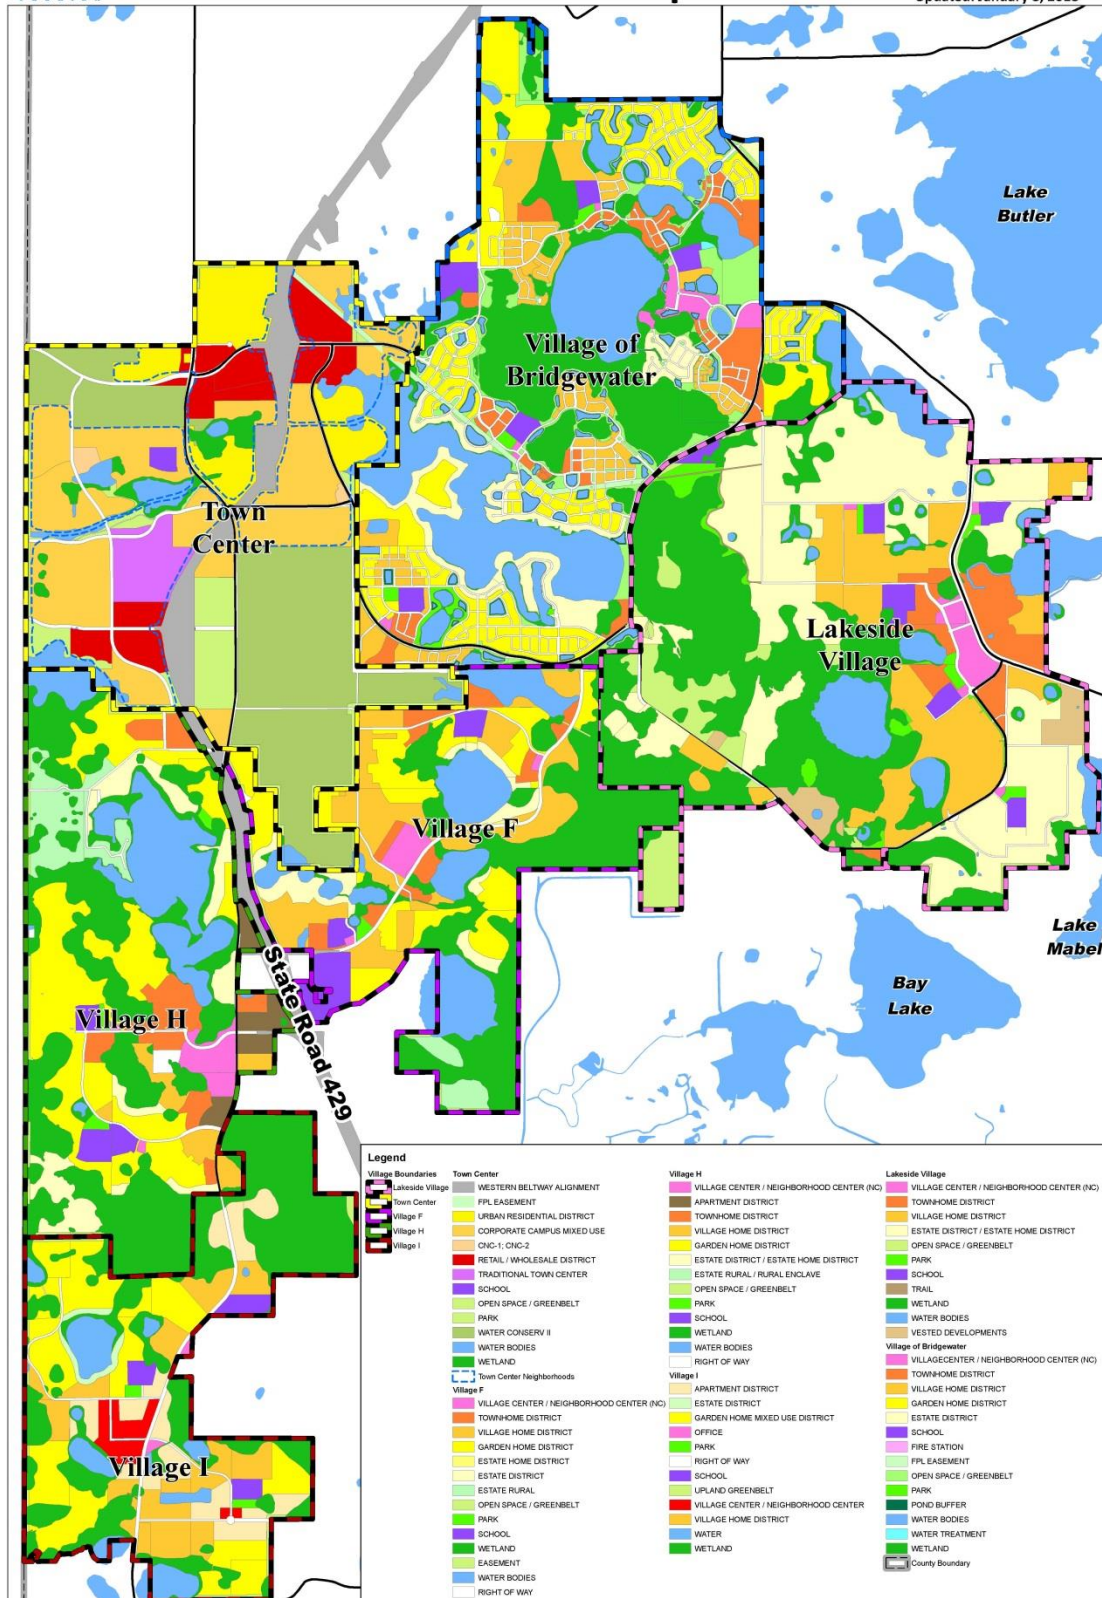 Lake
Butler
Village of
Bridgewater
Town
Center
Lakeside
Village
Village F
Lake
Mabel
Bay
Lake
State Road 429
Village H
Village I
Legend
Village Boundaries
Lakeside Village
Town Center
Village F
Village H
Village I
Town Center
WESTERN BELTWAY ALIGNMENT
FPL EASEMENT
URBAN RESIDENTIAL DISTRICT
CORPORATE CAMPUS MIXED USE
CNC-1; CNC-2
RETAIL / WHOLESALE DISTRICT
TRADITIONAL TOWN CENTER
SCHOOL
OPEN SPACE / GREENBELT
PARK
WATER CONSERV II
WATER BODIES
WETLAND
Town Center Neighborhoods
Village F
VILLAGE CENTER / NEIGHBORHOOD CENTER (NC)
TOWNHOME DISTRICT
VILLAGE HOME DISTRICT
GARDEN HOME DISTRICT
ESTATE HOME DISTRICT
ESTATE DISTRICT
ESTATE RURAL
OPEN SPACE / GREENBELT
PARK
SCHOOL
WETLAND
EASEMENT
WATER BODIES
RIGHT OF WAY
Village H
VILLAGE CENTER / NEIGHBORHOOD CENTER (NC)
APARTMENT DISTRICT
TOWNHOME DISTRICT
VILLAGE HOME DISTRICT
GARDEN HOME DISTRICT
ESTATE DISTRICT / ESTATE HOME DISTRICT
ESTATE RURAL / RURAL ENCLAVE
OPEN SPACE / GREENBELT
PARK
SCHOOL
WETLAND
WATER BODIES
RIGHT OF WAY
Village I
APARTMENT DISTRICT
ESTATE DISTRICT
GARDEN HOME MIXED USE DISTRICT
OFFICE
PARK
RIGHT OF WAY
SCHOOL
UPLAND GREENBELT
VILLAGE CENTER / NEIGHBORHOOD CENTER
VILLAGE HOME DISTRICT
WATER
WETLAND
Lakeside Village
VILLAGE CENTER / NEIGHBORHOOD CENTER (NC)
TOWNHOME DISTRICT
VILLAGE HOME DISTRICT
ESTATE DISTRICT / ESTATE HOME DISTRICT
OPEN SPACE / GREENBELT
PARK
SCHOOL
TRAIL
WETLAND
WATER BODIES
VESTED DEVELOPMENTS
Village of Bridgewater
VILLAGECENTER / NEIGHBORHOOD CENTER (NC)
TOWNHOME DISTRICT
VILLAGE HOME DISTRICT
GARDEN HOME DISTRICT
ESTATE DISTRICT
SCHOOL
FIRE STATION
FPL EASEMENT
OPEN SPACE / GREENBELT
PARK
POND BUFFER
WATER BODIES
WATER TREATMENT
WETLAND
County Boundary